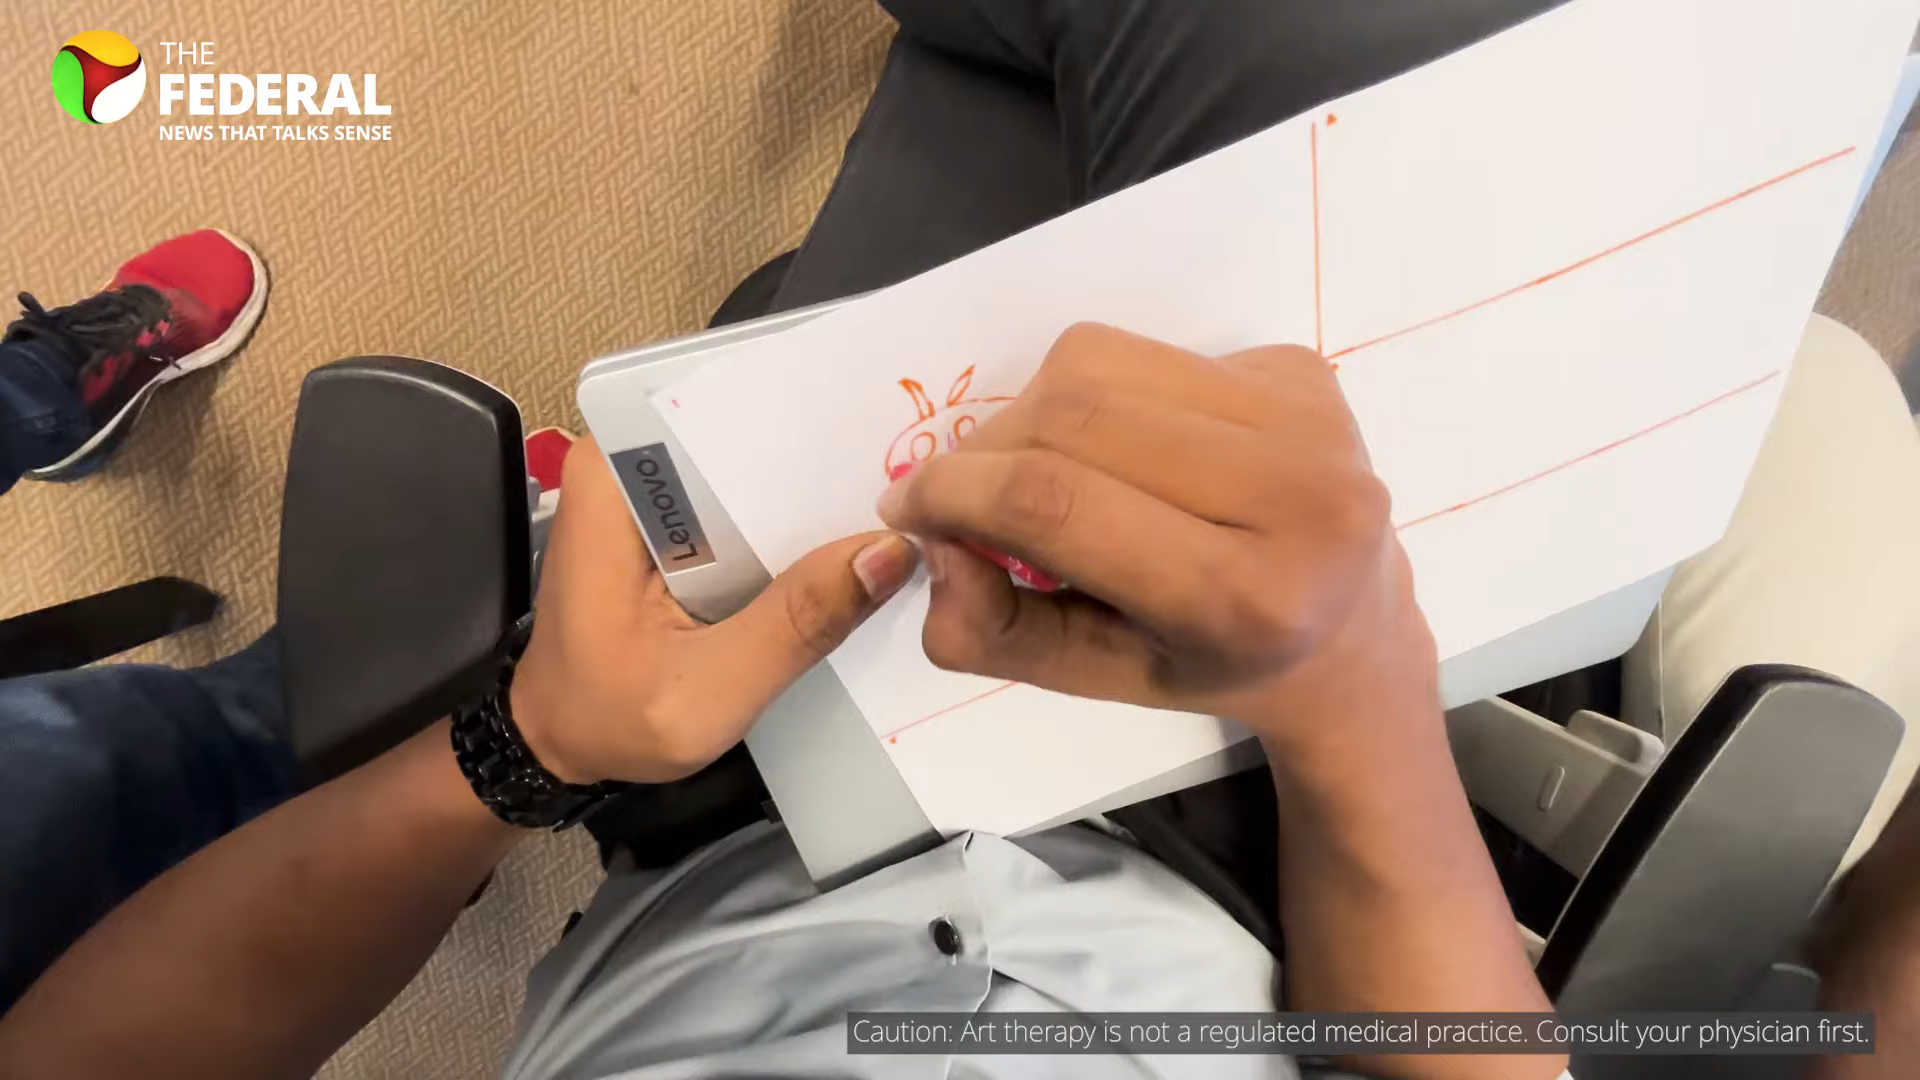 THE
FEDERAL
NEWS THAT TALKS SENSE
Lenovo
Caution: Art therapy is not a regulated medical practice. Consult your physician first.